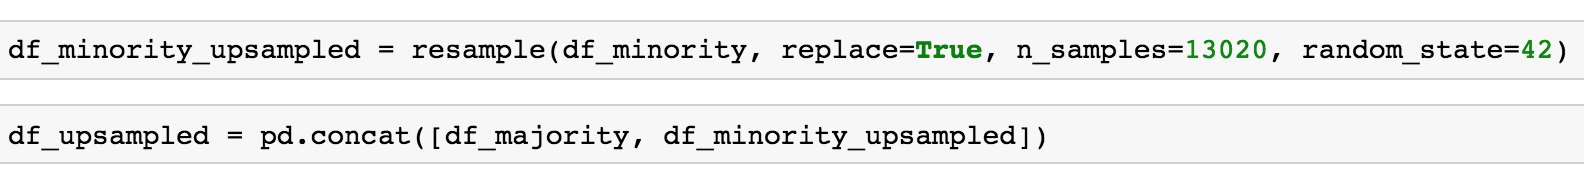 df_minority_upsampled = resample(df_minority, replace=True, n_samples=13020, random_state=42)
df_upsampled = pd.concat([df_majority, df_minority_upsampled])